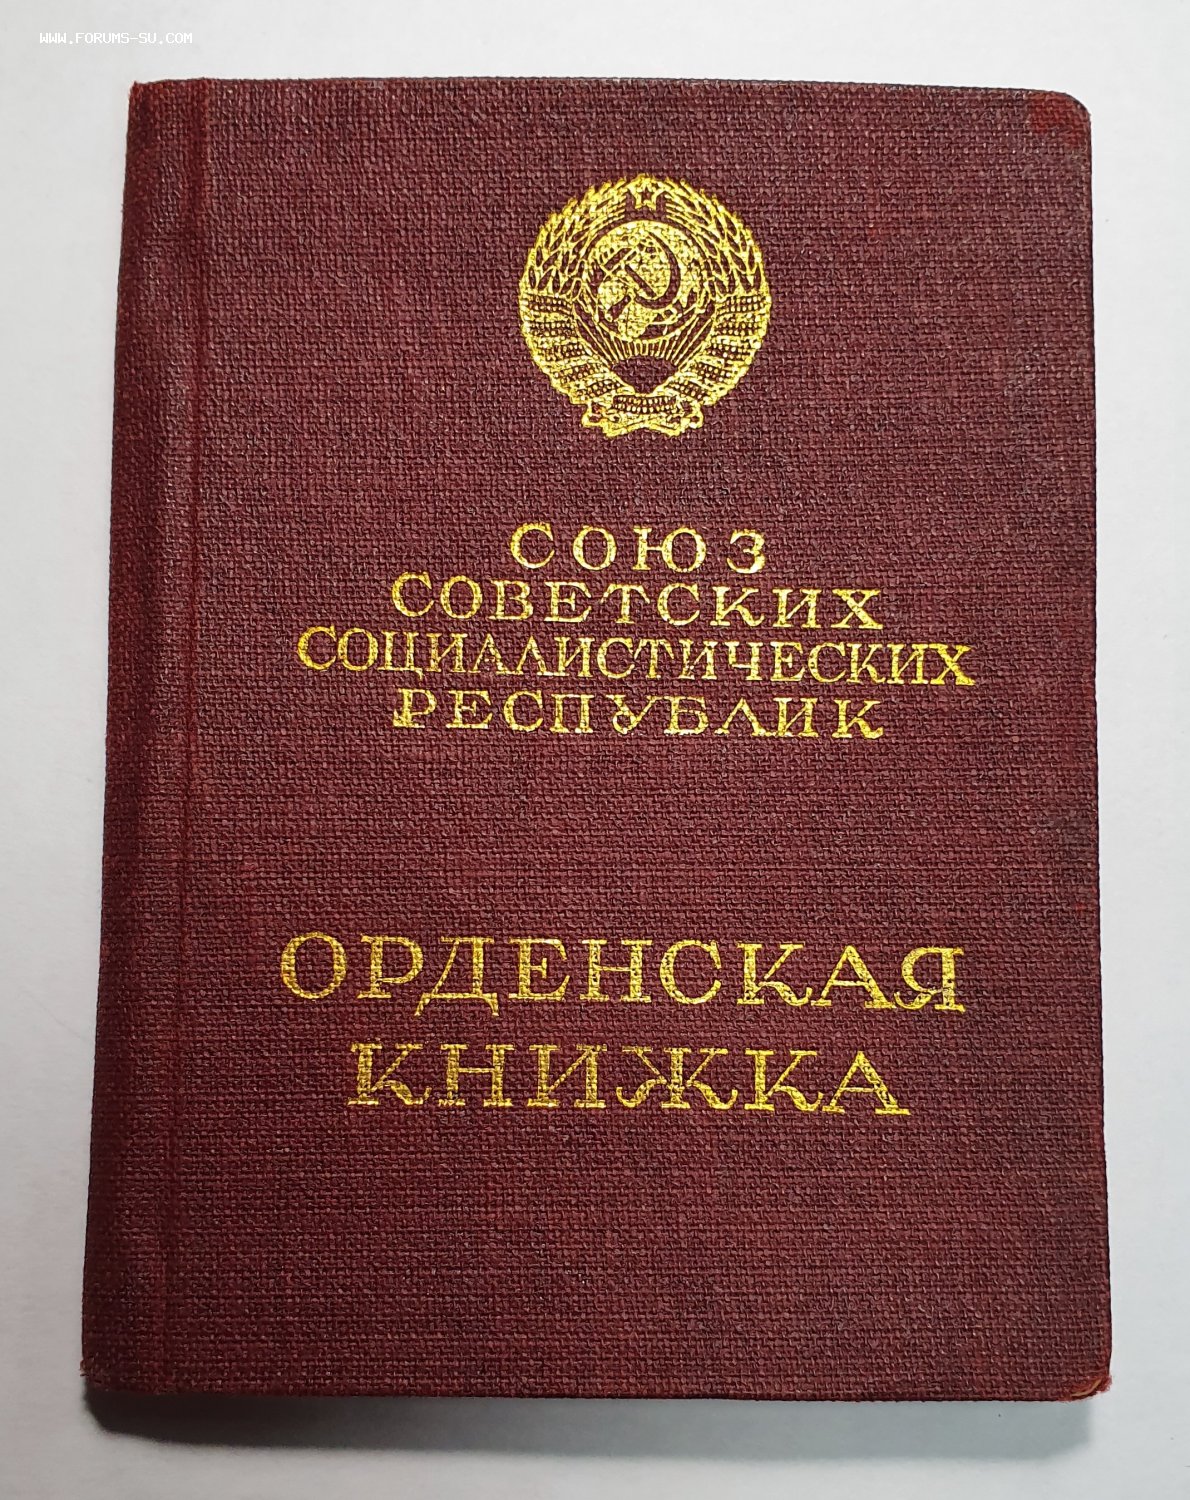 WWW.FORUMS-SU.COM
СОЮЗ
СОВЕТСКИХ
СОЦИАЛИСТИЧЕСКИХ
РЕСПУБЛИК
ОРДЕНСКАЯ
КНИЖКА